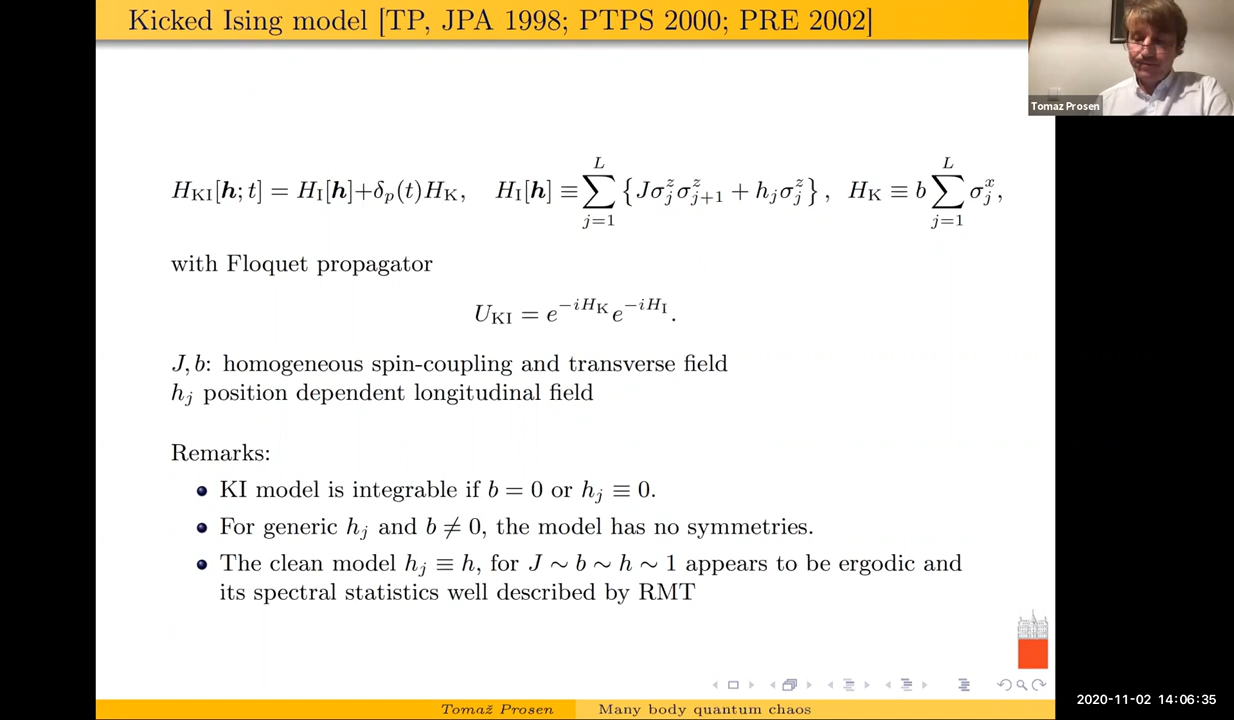 Kicked Ising model [TP, JPA 1998; PTPS 2000; PRE 2002]
Tomaz Prosen
H_KI[h; t] = H_I[h]+δ_p(t)H_K,   H_I[h] ≡ ∑_{j=1}^{L} {Jσ_j^z σ_{j+1}^z + h_j σ_j^z} ,   H_K ≡ b ∑_{j=1}^{L} σ_j^x,
with Floquet propagator
U_KI = e^{−iH_K} e^{−iH_I}.
J, b: homogeneous spin-coupling and transverse field
h_j position dependent longitudinal field
Remarks:
KI model is integrable if b = 0 or h_j ≡ 0.
For generic h_j and b ≠ 0, the model has no symmetries.
The clean model h_j ≡ h, for J ∼ b ∼ h ∼ 1 appears to be ergodic and
its spectral statistics well described by RMT
Tomaž Prosen   Many body quantum chaos
2020-11-02 14:06:35